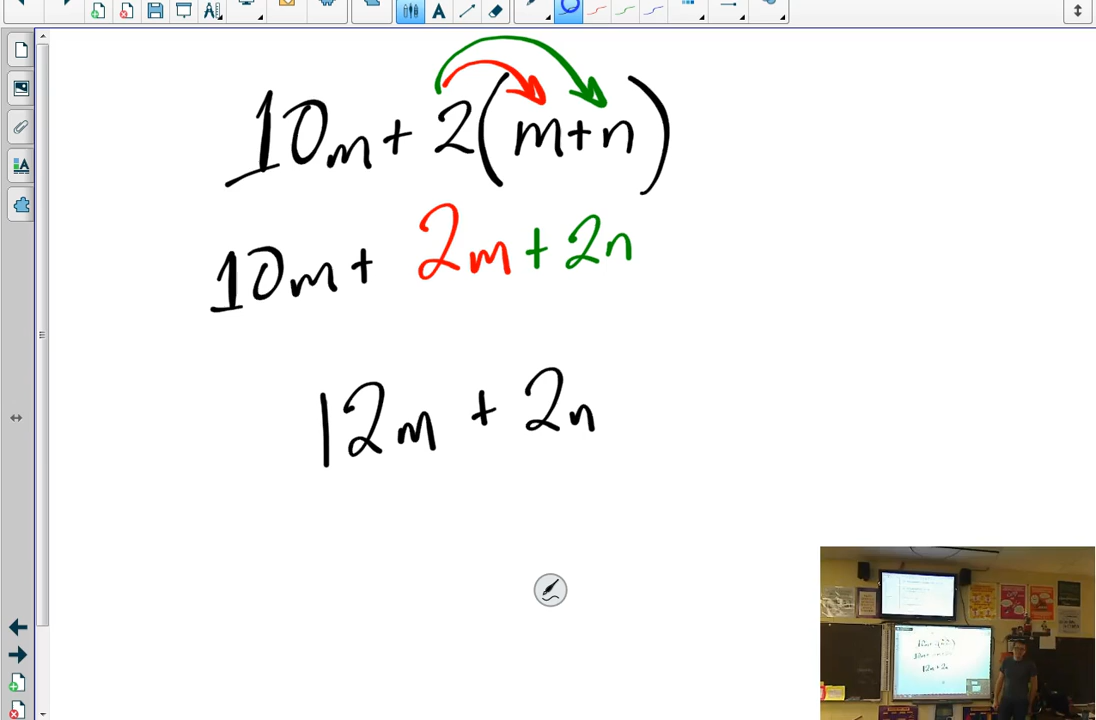 10m + 2(m+n)
10m + 2m + 2n
12m + 2n